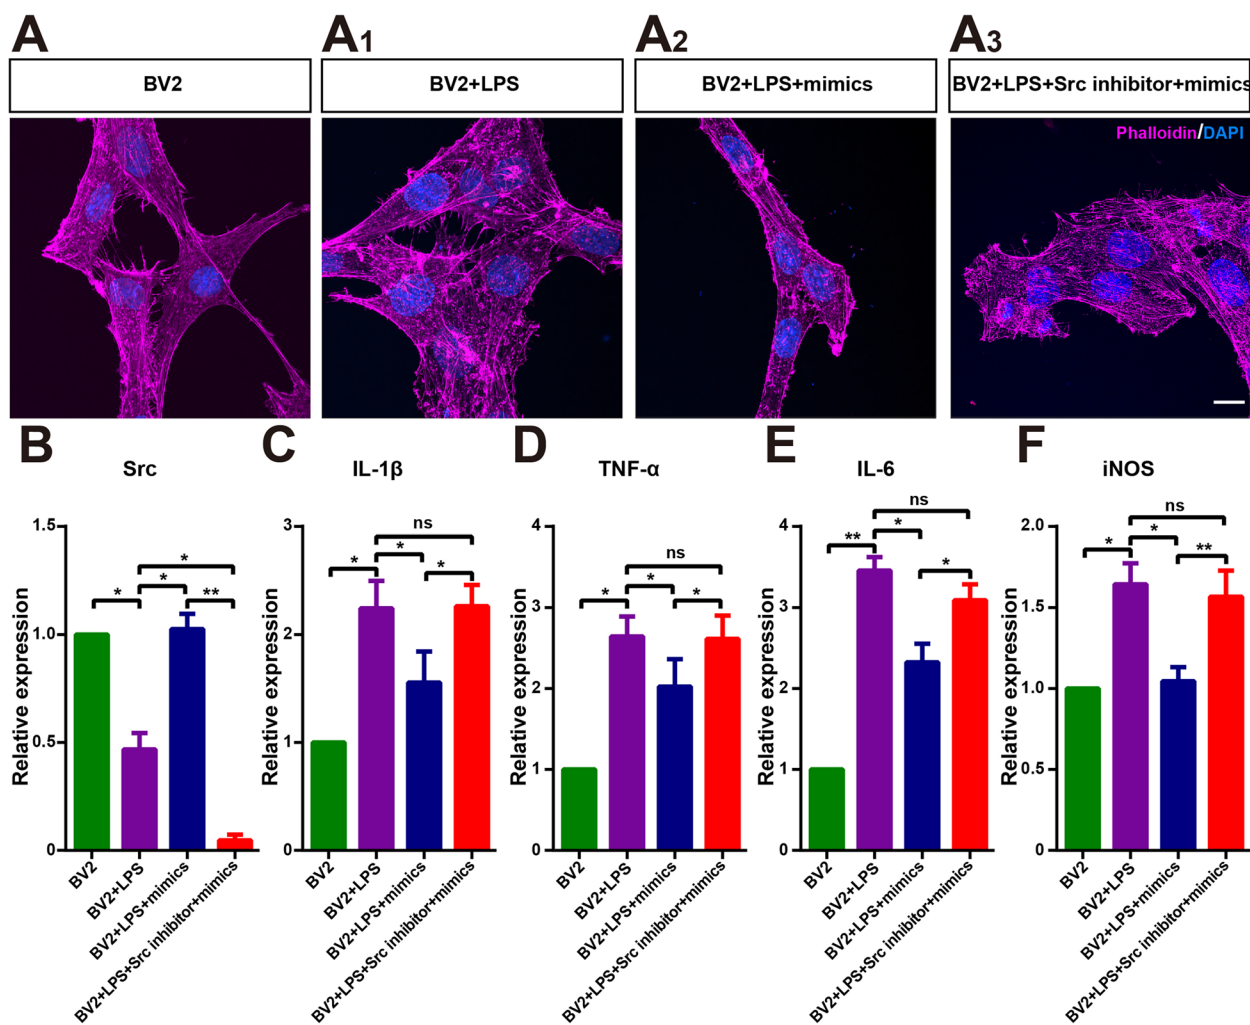 A
A1
A2
A3
BV2
BV2+LPS
BV2+LPS+mimics
BV2+LPS+Src inhibitor+mimics
Phalloidin/DAPI
B
Src
C
IL-1β
D
TNF-α
E
IL-6
F
iNOS
Relative expression
1.5
1.0
0.5
0
*
*
*
**
BV2
BV2+LPS
BV2+LPS+mimics
BV2+LPS+Src inhibitor+mimics
Relative expression
3
2
1
0
ns
*
*
*
BV2
BV2+LPS
BV2+LPS+mimics
BV2+LPS+Src inhibitor+mimics
Relative expression
4
3
2
1
0
ns
*
*
*
BV2
BV2+LPS
BV2+LPS+mimics
BV2+LPS+Src inhibitor+mimics
Relative expression
4
3
2
1
0
ns
**
*
*
BV2
BV2+LPS
BV2+LPS+mimics
BV2+LPS+Src inhibitor+mimics
Relative expression
2.0
1.5
1.0
0.5
0
ns
*
*
**
BV2
BV2+LPS
BV2+LPS+mimics
BV2+LPS+Src inhibitor+mimics